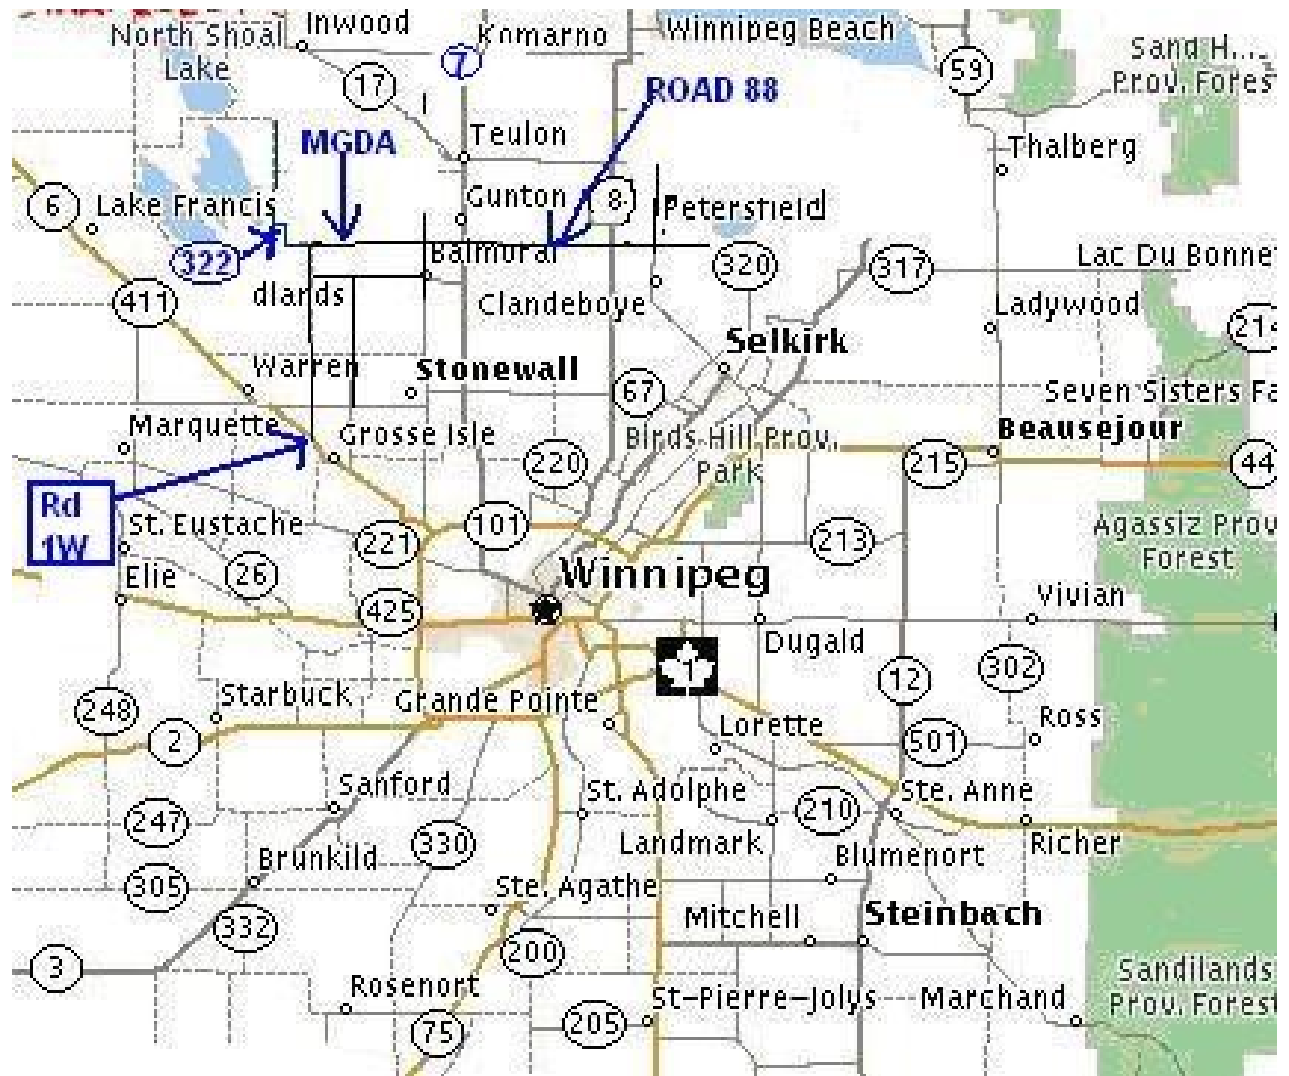 Inwood
Komarno
Winnipeg Beach
North Shoal
Lake
7
59
Sand H...
Prov. Fores
17
ROAD 88
MGDA
Teulon
Thalberg
6
Lake Francis
Gunton
8
Petersfield
322
Balmoral
320
317
Lac Du Bonne
411
dlands
Clandeboye
Ladywood
214
Selkirk
Warren
Stonewall
67
Seven Sisters Fa
Marquette
Grosse Isle
Birds Hill Prov.
Park
Beausejour
220
215
44
Rd
1W
St. Eustache
221
101
213
Agassiz Prov
Forest
Elie
26
Winnipeg
425
Vivian
Dugald
1
302
12
248
Starbuck
Grande Pointe
Lorette
Ross
2
501
Sanford
St. Adolphe
210
Ste. Anne
247
330
Landmark
Blumenort
Richer
Brunkild
305
Ste. Agathe
332
Mitchell
Steinbach
200
3
Rosenort
St-Pierre-Jolys
Marchand
Sandilands
Prov. Forest
75
205